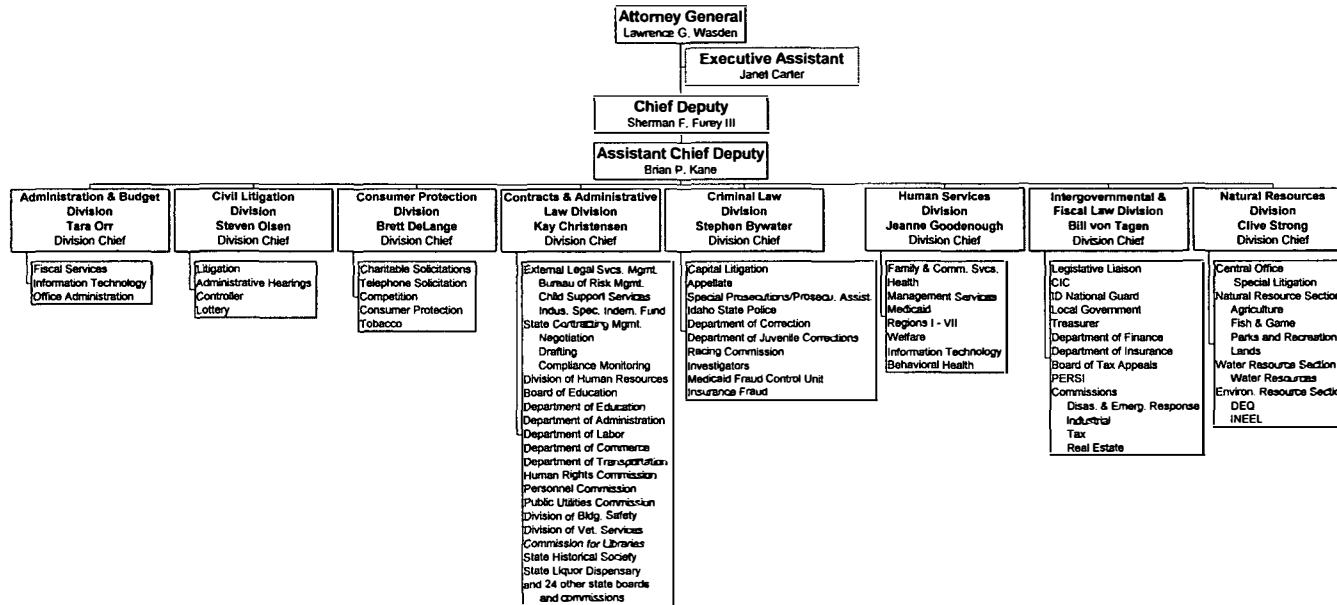 Attorney General
Lawrence G. Wasden
Executive Assistant
Janet Carter
Chief Deputy
Sherman F. Furey III
Assistant Chief Deputy
Brian P. Kane
Administration & Budget
Division
Tara Orr
Division Chief
Fiscal Services
Information Technology
Office Administration
Civil Litigation
Division
Steven Olsen
Division Chief
Litigation
Administrative Hearings
Controller
Lottery
Consumer Protection
Division
Brett DeLange
Division Chief
Charitable Solicitations
Telephone Solicitation
Competition
Consumer Protection
Tobacco
Contracts & Administrative
Law Division
Kay Christensen
Division Chief
External Legal Svcs. Mgmt.
Bureau of Risk Mgmt.
Child Support Services
Indus. Spec. Indem. Fund
State Contracting Mgmt.
Negotiation
Drafting
Compliance Monitoring
Division of Human Resources
Board of Education
Department of Education
Department of Administration
Department of Labor
Department of Commerce
Department of Transportation
Human Rights Commission
Personnel Commission
Public Utilities Commission
Division of Bldg. Safety
Division of Vet. Services
Commission for Libraries
State Historical Society
State Liquor Dispensary
and 24 other state boards
and commissions
Criminal Law
Division
Stephen Bywater
Division Chief
Capital Litigation
Appellate
Special Prosecutions/Prosecu. Assist.
Idaho State Police
Department of Correction
Department of Juvenile Corrections
Racing Commission
Investigators
Medicaid Fraud Control Unit
Insurance Fraud
Human Services
Division
Jeanne Goodenough
Division Chief
Family & Comm. Svcs.
Health
Management Services
Medicaid
Regions I - VII
Welfare
Information Technology
Behavioral Health
Intergovernmental &
Fiscal Law Division
Bill von Tagen
Division Chief
Legislative Liaison
CIC
ID National Guard
Local Government
Treasurer
Department of Finance
Department of Insurance
Board of Tax Appeals
PERSI
Commissions
Disas. & Emerg. Response
Industrial
Tax
Real Estate
Natural Resources
Division
Clive Strong
Division Chief
Central Office
Special Litigation
Natural Resource Sectio
Agriculture
Fish & Game
Parks and Recreation
Lands
Water Resource Section
Water Resources
Environ. Resource Sectio
DEQ
INEEL